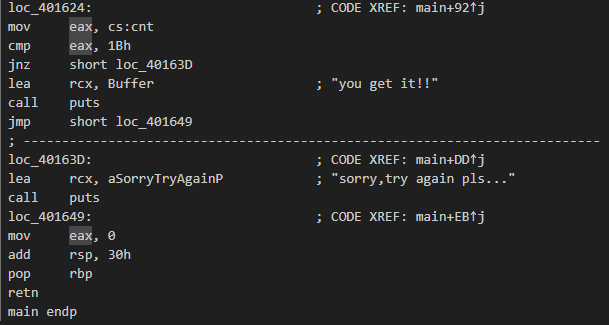 loc_401624:                             ; CODE XREF: main+92↑j
mov     eax, cs:cnt
cmp     eax, 1Bh
jnz     short loc_40163D
lea     rcx, Buffer                     ; "you get it!!"
call    puts
jmp     short loc_401649
; ---------------------------------------------------------------------------
loc_40163D:                             ; CODE XREF: main+DD↑j
lea     rcx, aSorryTryAgainP            ; "sorry,try again pls..."
call    puts
loc_401649:                             ; CODE XREF: main+EB↑j
mov     eax, 0
add     rsp, 30h
pop     rbp
retn
main endp